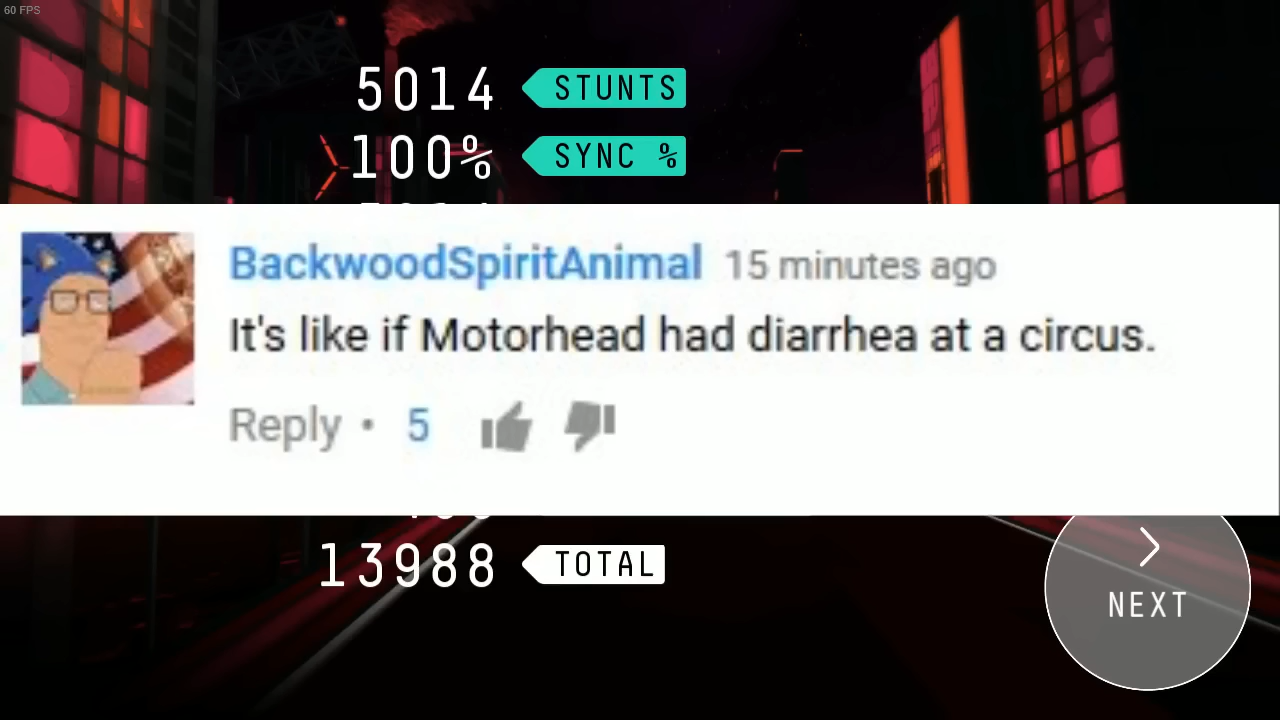 60 FPS
5014 STUNTS
100% SYNC %
BackwoodSpiritAnimal 15 minutes ago
It's like if Motorhead had diarrhea at a circus.
Reply • 5
13988 TOTAL
NEXT